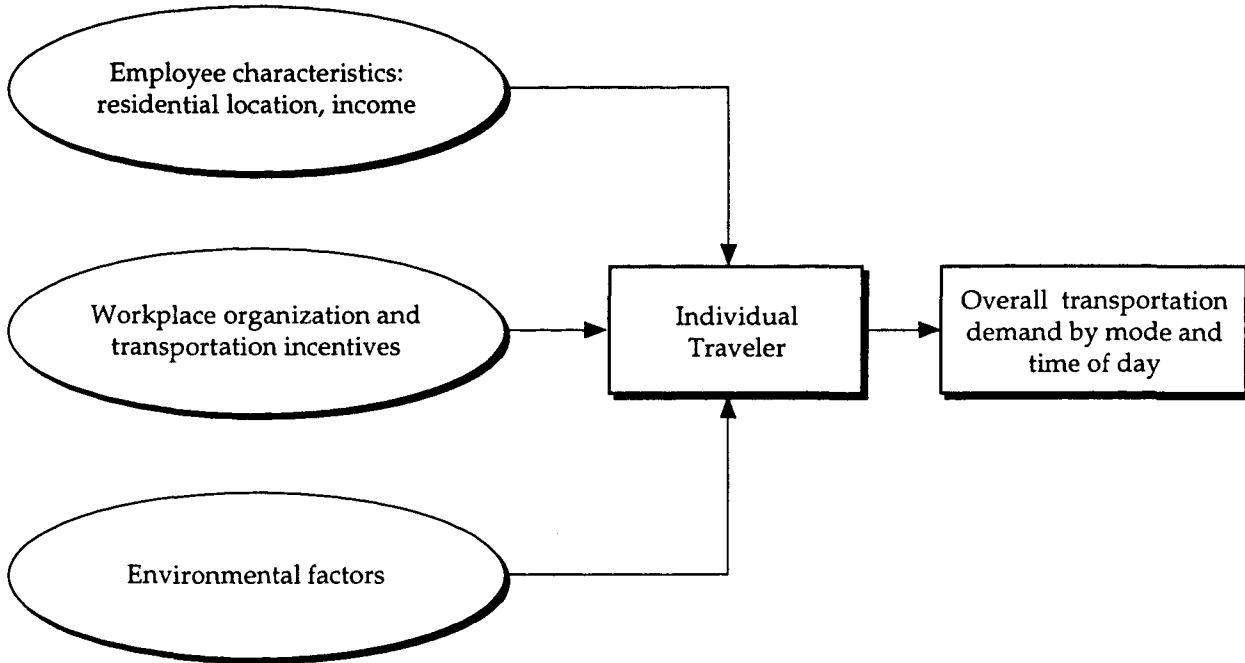 Employee characteristics:
residential location, income
Workplace organization and
transportation incentives
Individual
Traveler
Overall transportation
demand by mode and
time of day
Environmental factors